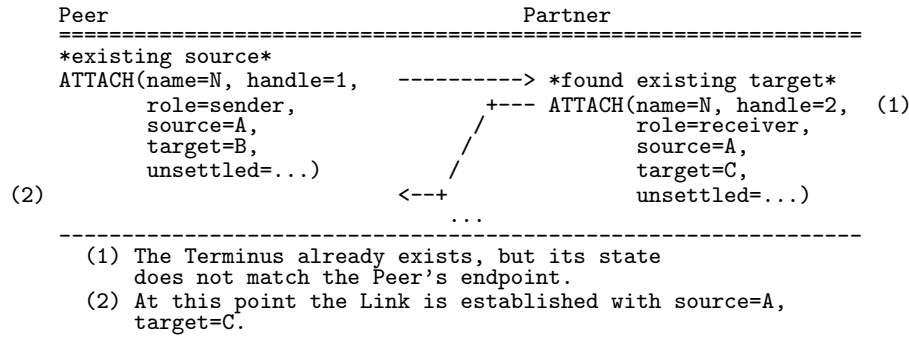 Peer                                 Partner
================================================================
*existing source*
ATTACH(name=N, handle=1,   ----------> *found existing target*
       role=sender,               +--- ATTACH(name=N, handle=2,  (1)
       source=A,                 /            role=receiver,
       target=B,                /             source=A,
       unsettled=...)          /              target=C,
(2)                        <--+               unsettled=...)
                               ...
----------------------------------------------------------------
(1) The Terminus already exists, but its state
    does not match the Peer's endpoint.
(2) At this point the Link is established with source=A,
    target=C.